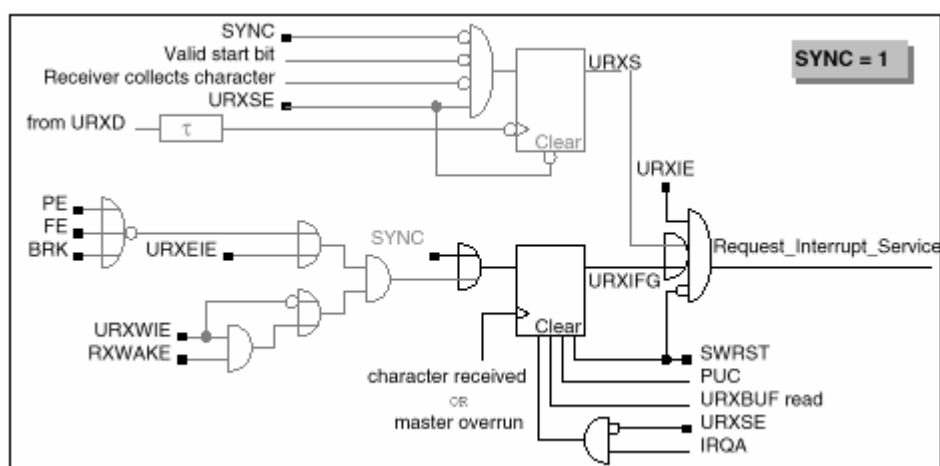 SYNC
Valid start bit
Receiver collects character
URXSE
from URXD
τ
Clear
URXS
SYNC = 1
URXIE
PE
FE
BRK
URXEIE
SYNC
Request_Interrupt_Service
URXIFG
URXWIE
RXWAKE
Clear
character received
OR
master overrun
SWRST
PUC
URXBUF read
URXSE
IRQA